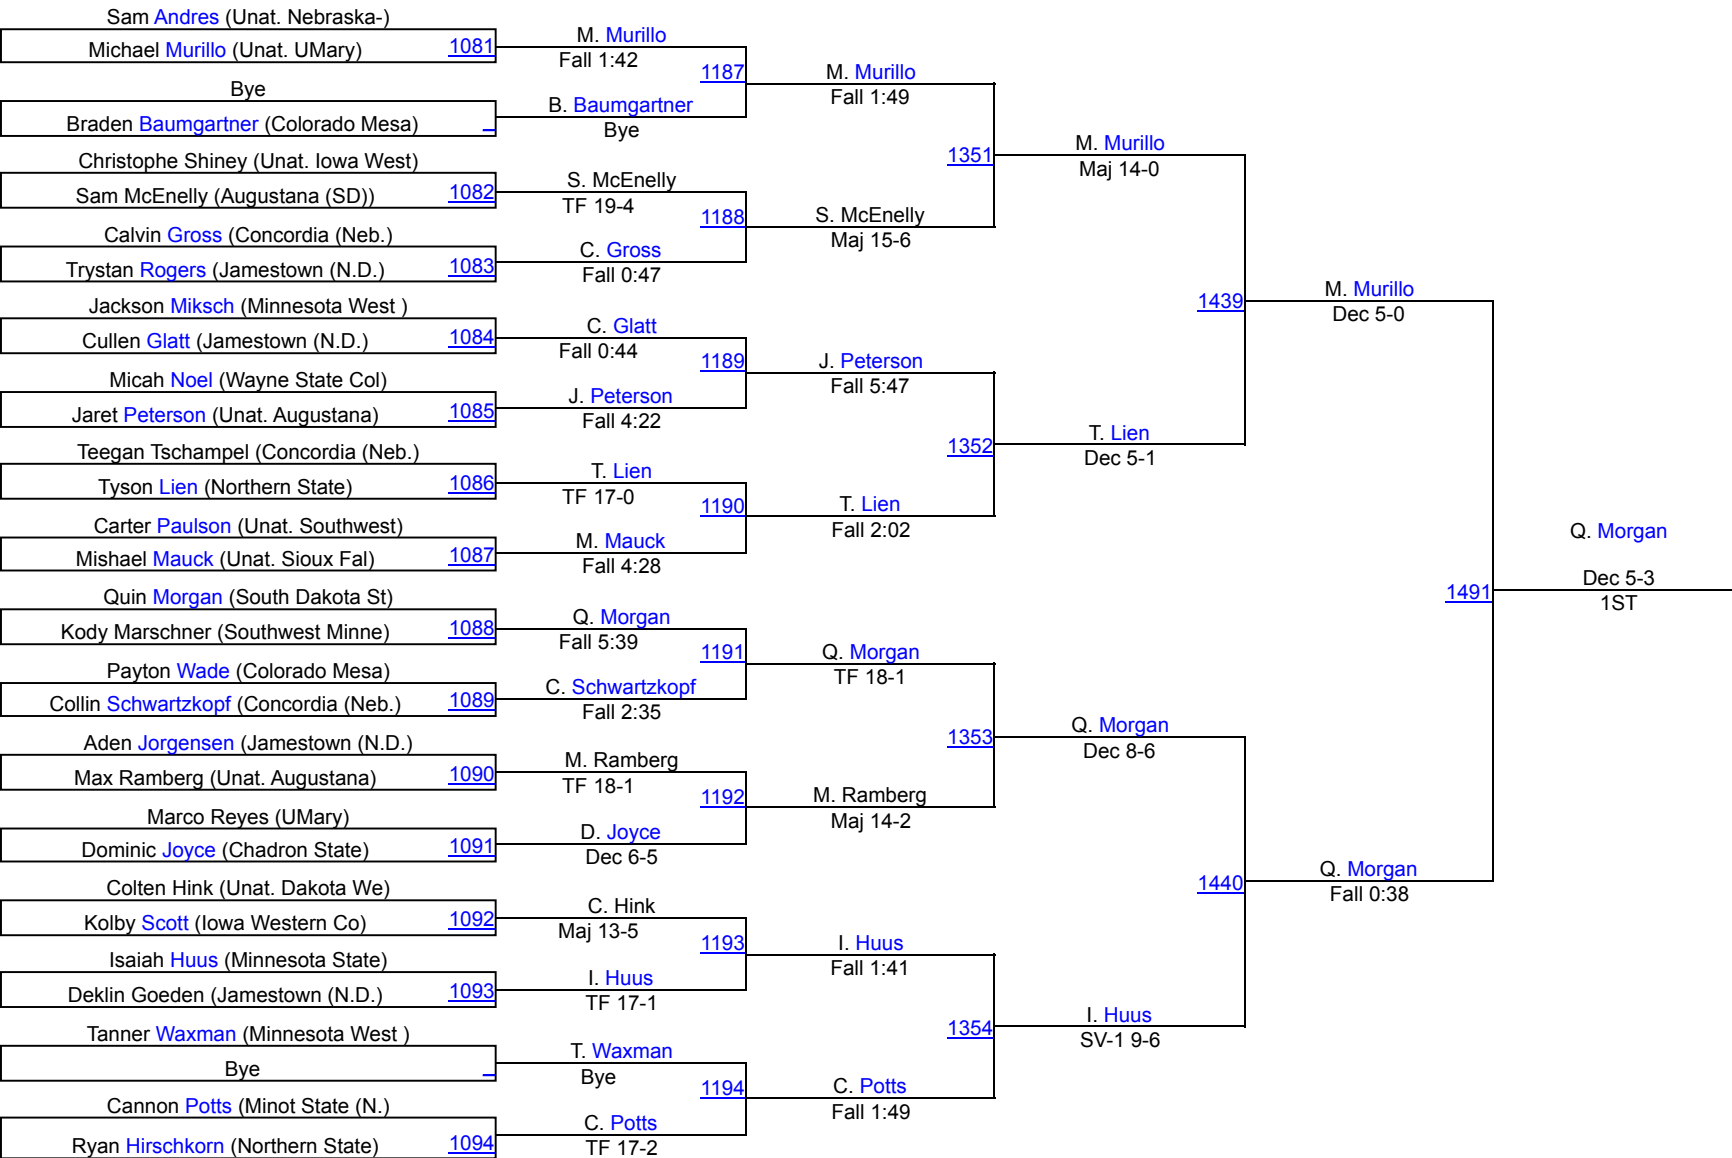 Sam Andres (Unat. Nebraska-)
Michael Murillo (Unat. UMary) 1081
Bye
Braden Baumgartner (Colorado Mesa)
Christophe Shiney (Unat. Iowa West)
Sam McEnelly (Augustana (SD)) 1082
Calvin Gross (Concordia (Neb.)
Trystan Rogers (Jamestown (N.D.) 1083
Jackson Miksch (Minnesota West )
Cullen Glatt (Jamestown (N.D.) 1084
Micah Noel (Wayne State Col)
Jaret Peterson (Unat. Augustana) 1085
Teegan Tschampel (Concordia (Neb.)
Tyson Lien (Northern State) 1086
Carter Paulson (Unat. Southwest)
Mishael Mauck (Unat. Sioux Fal) 1087
Quin Morgan (South Dakota St)
Kody Marschner (Southwest Minne) 1088
Payton Wade (Colorado Mesa)
Collin Schwartzkopf (Concordia (Neb.) 1089
Aden Jorgensen (Jamestown (N.D.)
Max Ramberg (Unat. Augustana) 1090
Marco Reyes (UMary)
Dominic Joyce (Chadron State) 1091
Colten Hink (Unat. Dakota We)
Kolby Scott (Iowa Western Co) 1092
Isaiah Huus (Minnesota State)
Deklin Goeden (Jamestown (N.D.) 1093
Tanner Waxman (Minnesota West )
Bye
Cannon Potts (Minot State (N.)
Ryan Hirschkorn (Northern State) 1094
M. Murillo
Fall 1:42
1187
B. Baumgartner
Bye
S. McEnelly
TF 19-4
1188
C. Gross
Fall 0:47
C. Glatt
Fall 0:44
1189
J. Peterson
Fall 4:22
T. Lien
TF 17-0
1190
M. Mauck
Fall 4:28
Q. Morgan
Fall 5:39
1191
C. Schwartzkopf
Fall 2:35
M. Ramberg
TF 18-1
1192
D. Joyce
Dec 6-5
C. Hink
Maj 13-5
1193
I. Huus
TF 17-1
T. Waxman
Bye
1194
C. Potts
TF 17-2
M. Murillo
Fall 1:49
1351
S. McEnelly
Maj 15-6
J. Peterson
Fall 5:47
1352
T. Lien
Fall 2:02
Q. Morgan
TF 18-1
1353
M. Ramberg
Maj 14-2
I. Huus
Fall 1:41
1354
C. Potts
Fall 1:49
M. Murillo
Maj 14-0
1439
T. Lien
Dec 5-1
Q. Morgan
Dec 8-6
1440
I. Huus
SV-1 9-6
M. Murillo
Dec 5-0
1491
Q. Morgan
Fall 0:38
Q. Morgan
Dec 5-3
1ST